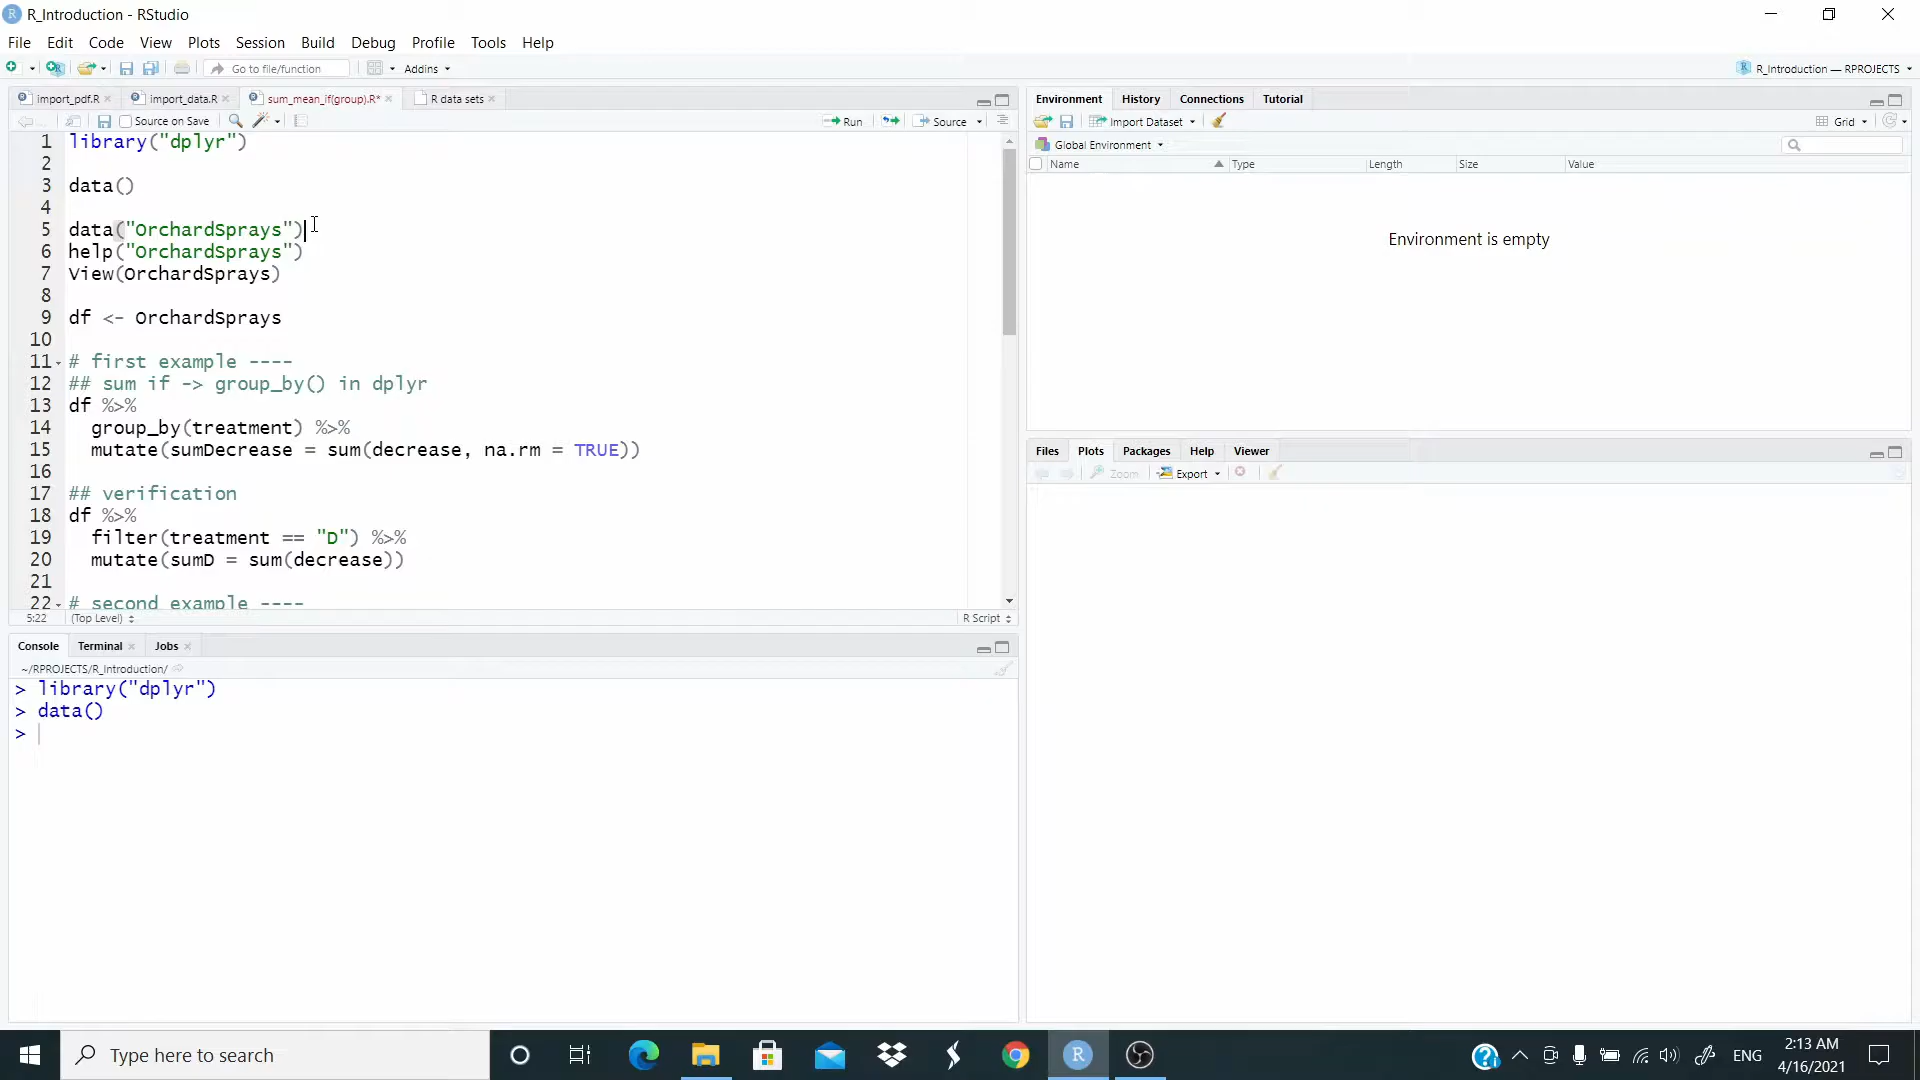 R_Introduction - RStudio
File Edit Code View Plots Session Build Debug Profile Tools Help
Go to file/function Addins R_Introduction — RPROJECTS
import_pdf.R import_data.R sum_mean_if(group).R* R data sets
Source on Save Run Source
1 library("dplyr")
2
3 data()
4
5 data("OrchardSprays")
6 help("OrchardSprays")
7 View(OrchardSprays)
8
9 df <- OrchardSprays
10
11 # first example ----
12 ## sum if -> group_by() in dplyr
13 df %>%
14 group_by(treatment) %>%
15 mutate(sumDecrease = sum(decrease, na.rm = TRUE))
16
17 ## verification
18 df %>%
19 filter(treatment == "D") %>%
20 mutate(sumD = sum(decrease))
21
22 # second example ----
5:22 (Top Level) R Script
Console Terminal Jobs
~/RPROJECTS/R_Introduction/
> library("dplyr")
> data()
>
Environment History Connections Tutorial
Import Dataset Grid
Global Environment
Name Type Length Size Value
Environment is empty
Files Plots Packages Help Viewer
Zoom Export
Type here to search
ENG
2:13 AM
4/16/2021